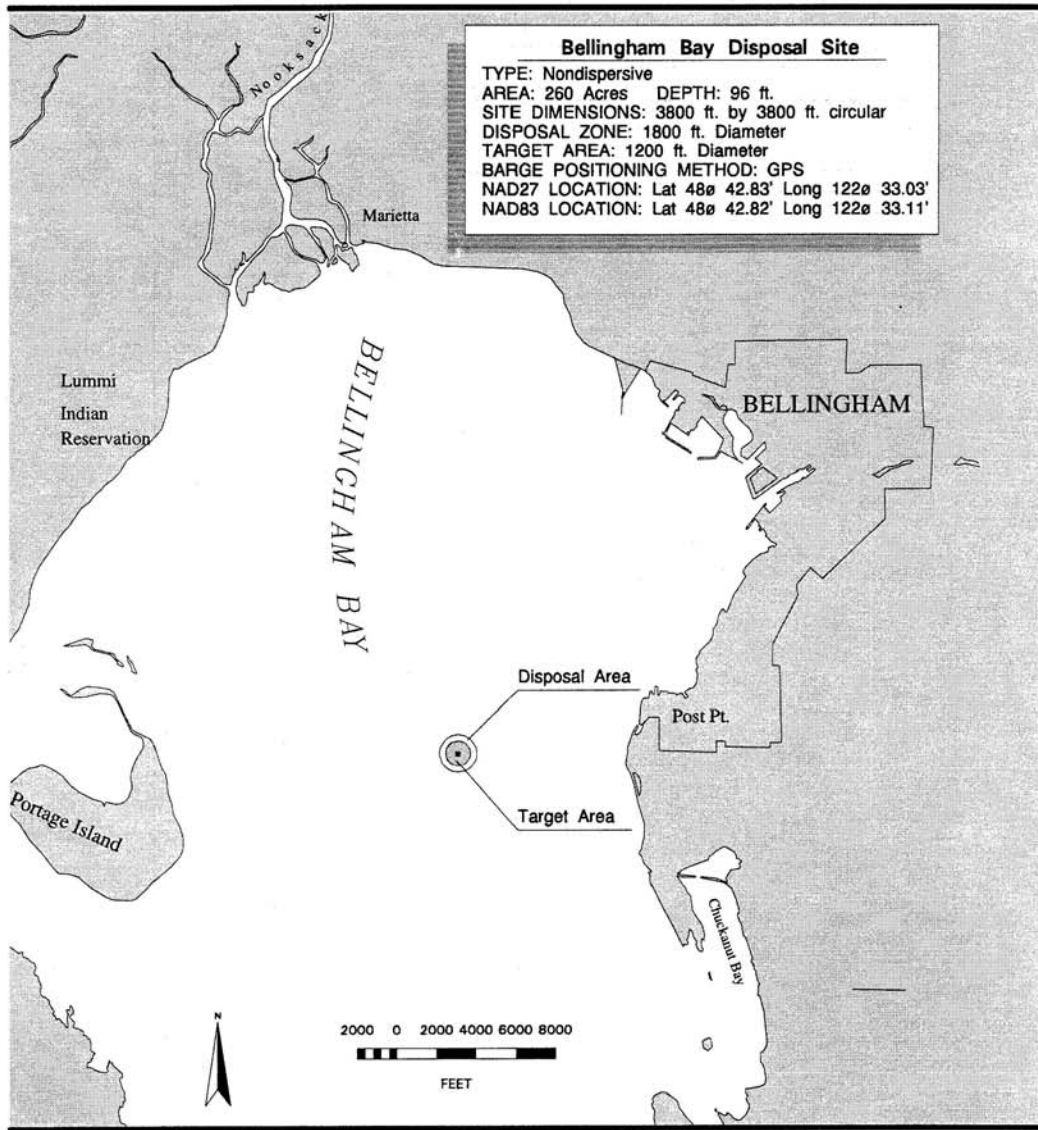 Nooksack
Bellingham Bay Disposal Site
TYPE: Nondispersive
AREA: 260 Acres DEPTH: 96 ft.
SITE DIMENSIONS: 3800 ft. by 3800 ft. circular
DISPOSAL ZONE: 1800 ft. Diameter
TARGET AREA: 1200 ft. Diameter
BARGE POSITIONING METHOD: GPS
NAD27 LOCATION: Lat 48ø 42.83' Long 122ø 33.03'
NAD83 LOCATION: Lat 48ø 42.82' Long 122ø 33.11'
Marietta
Lummi
Indian
Reservation
BELLINGHAM
BELLINGHAM BAY
Disposal Area
Post Pt.
Target Area
Portage Island
Chuckanut Bay
N
2000 0 2000 4000 6000 8000
FEET